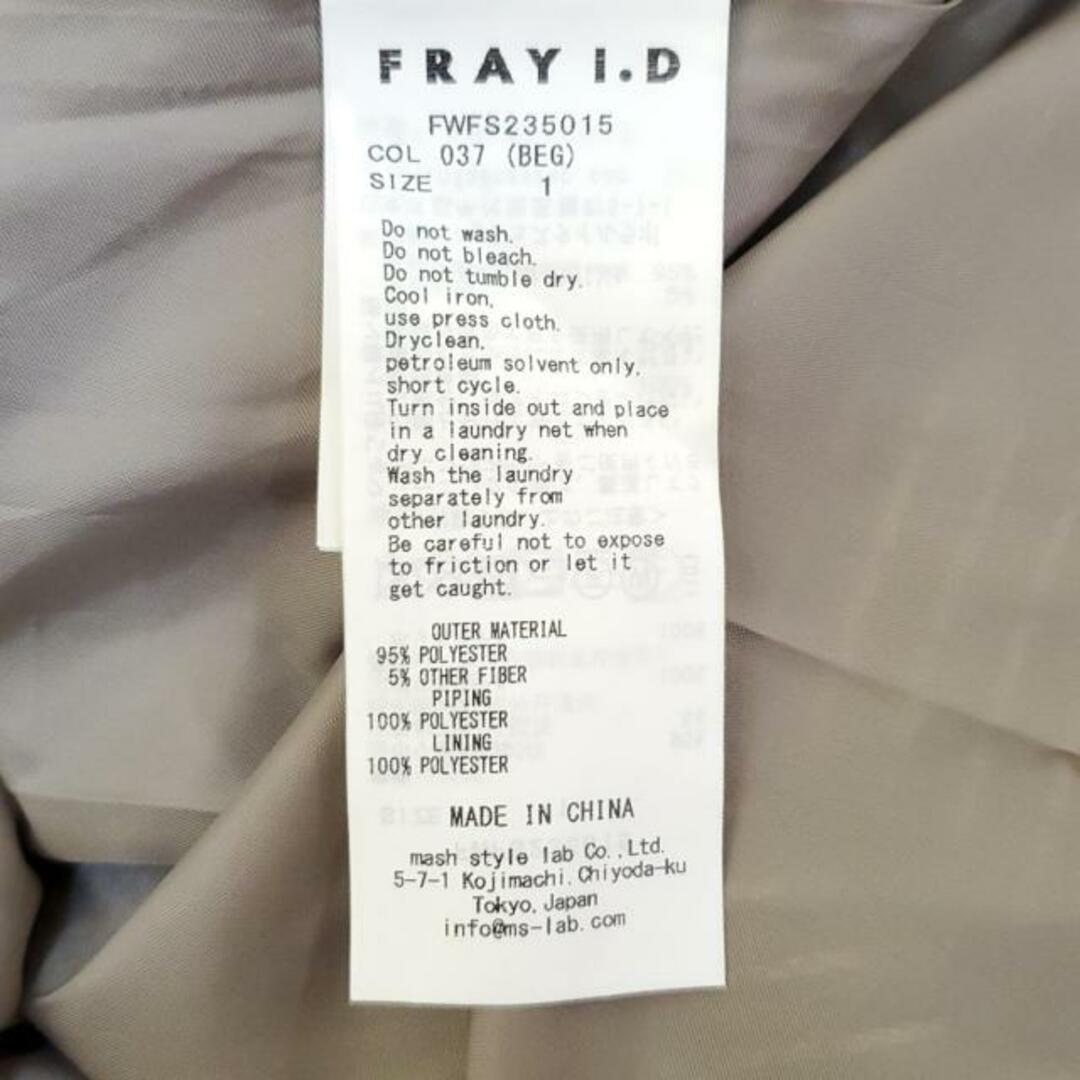 FRAY I.D
FWFS235015
COL 037 (BEG)
SIZE 1
Do not wash.
Do not bleach.
Do not tumble dry.
Cool iron,
use press cloth.
Dryclean,
petroleum solvent only,
short cycle.
Turn inside out and place
in a laundry net when
dry cleaning.
Wash the laundry
separately from
other laundry.
Be careful not to expose
to friction or let it
get caught.
OUTER MATERIAL
95% POLYESTER
5% OTHER FIBER
PIPING
100% POLYESTER
LINING
100% POLYESTER
MADE IN CHINA
mash style lab Co.,Ltd.
5-7-1 Kojimachi, Chiyoda-ku
Tokyo, Japan
info@ms-lab.com